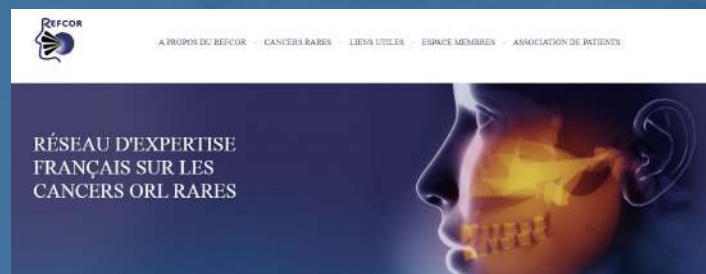 REFCOR
A PROPOS DU REFCOR - CANCERS RARES - LIENS UTILES - ESPACE MEMBRES - ASSOCIATION DE PATIENTS
RÉSEAU D'EXPERTISE
FRANÇAIS SUR LES
CANCERS ORL RARES